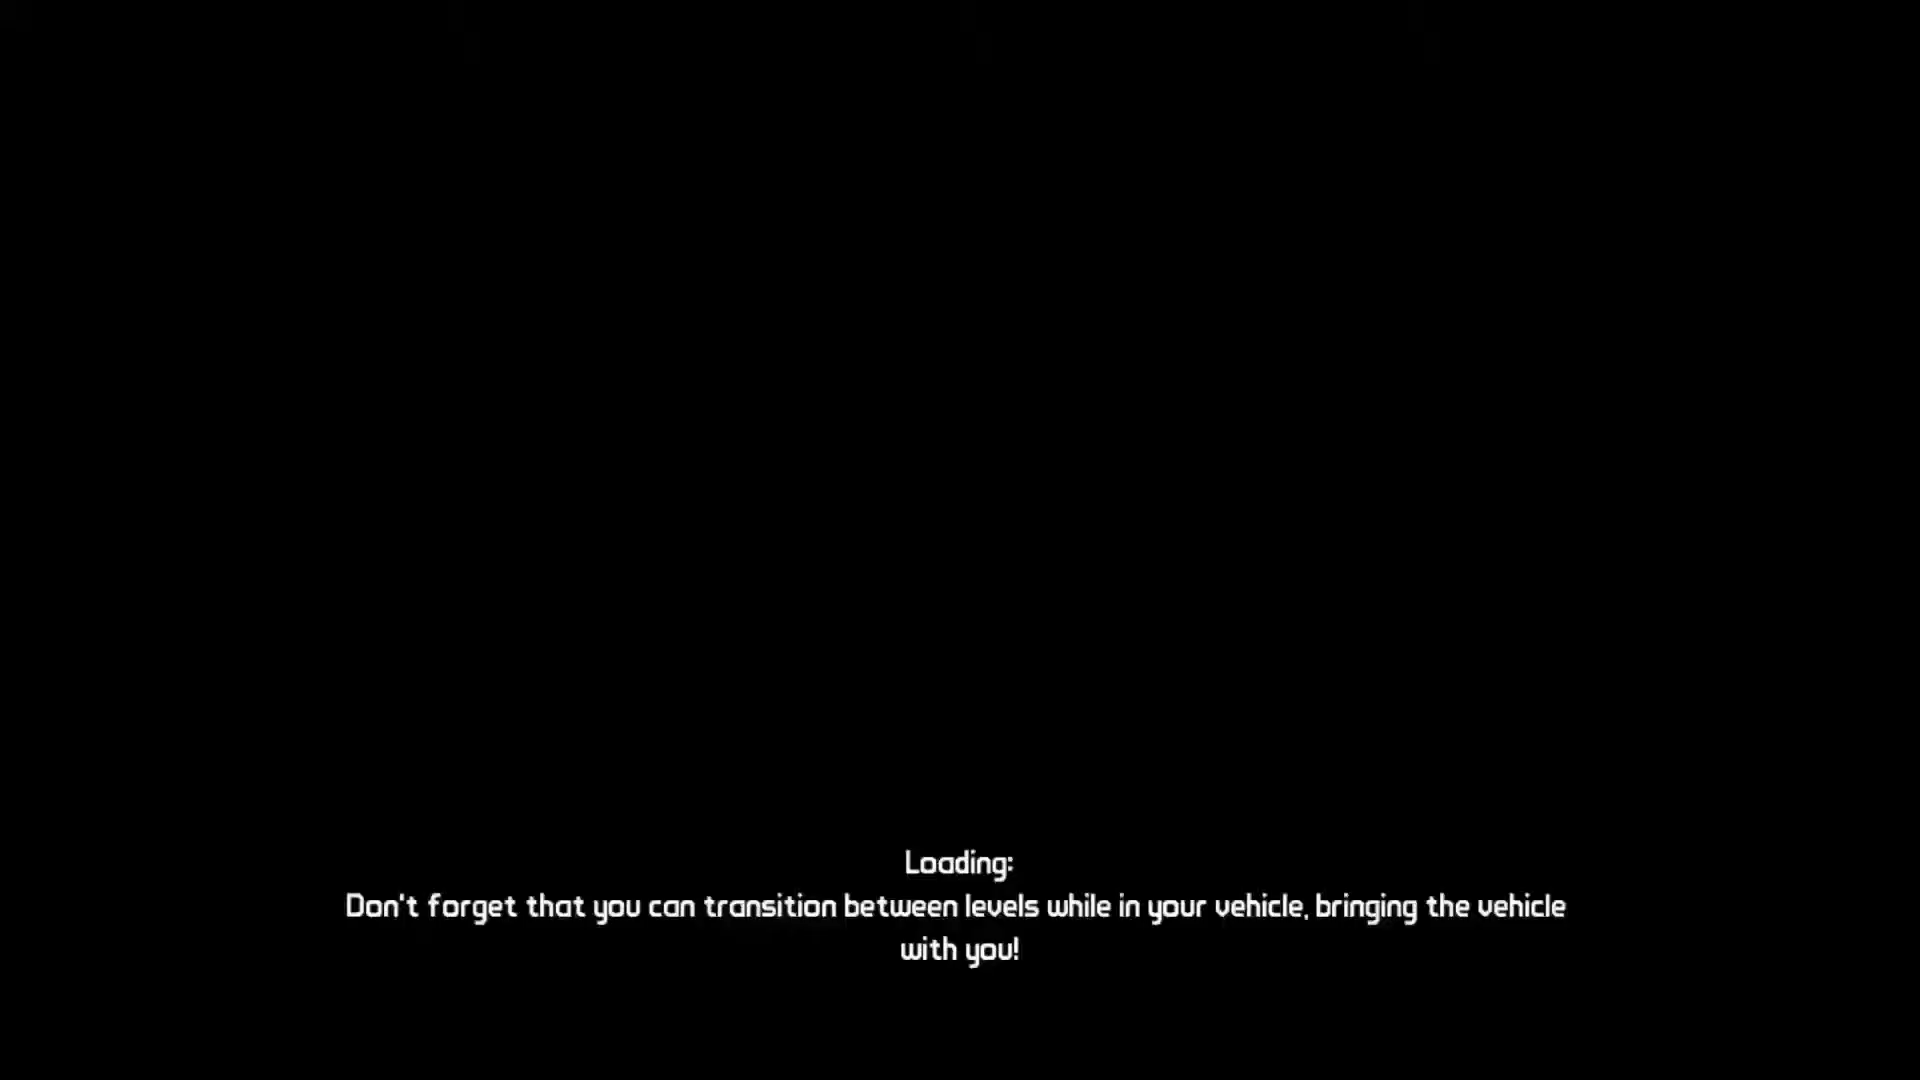 Loading:
Don't forget that you can transition between levels while in your vehicle, bringing the vehicle
with you!